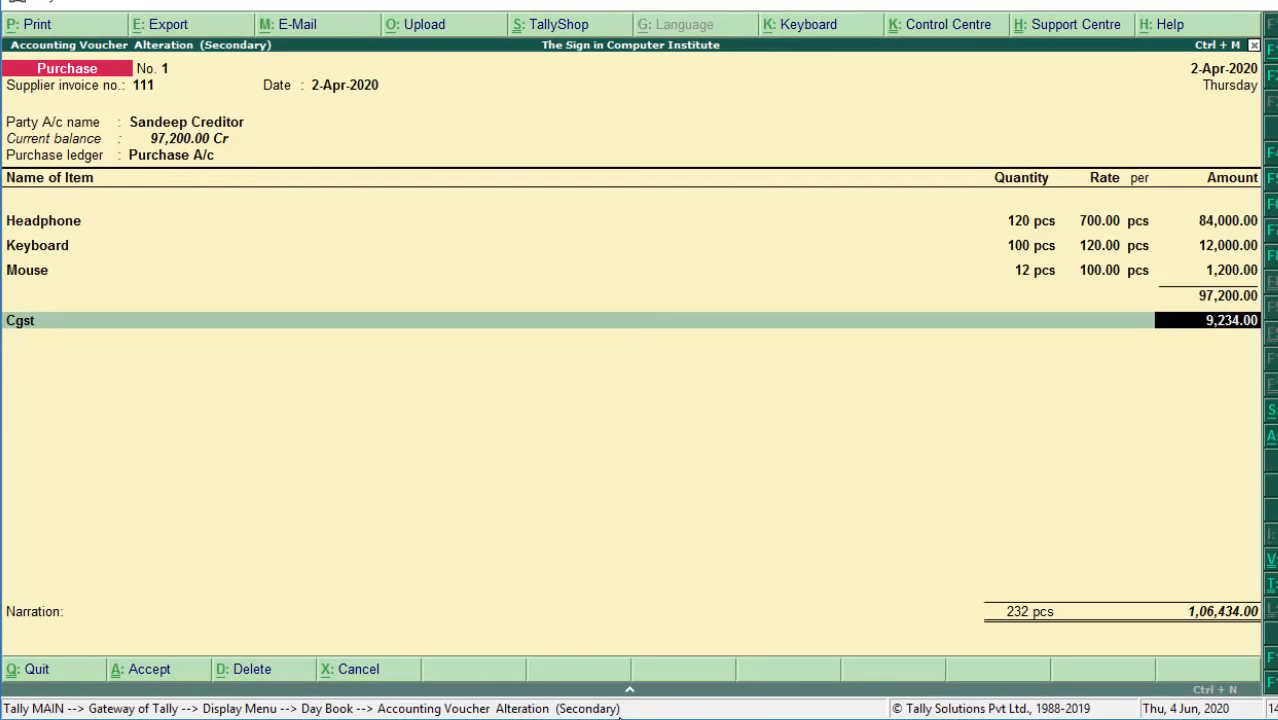 P: Print E: Export M: E-Mail O: Upload S: TallyShop G: Language K: Keyboard K: Control Centre H: Support Centre H: Help
Accounting Voucher Alteration (Secondary) The Sign in Computer Institute Ctrl + M
Purchase No. 1 2-Apr-2020
Supplier invoice no.: 111 Date : 2-Apr-2020 Thursday
Party A/c name : Sandeep Creditor
Current balance : 97,200.00 Cr
Purchase ledger : Purchase A/c
Name of Item Quantity Rate per Amount
Headphone 120 pcs 700.00 pcs 84,000.00
Keyboard 100 pcs 120.00 pcs 12,000.00
Mouse 12 pcs 100.00 pcs 1,200.00
97,200.00
Cgst 9,234.00
Narration: 232 pcs 1,06,434.00
Q: Quit A: Accept D: Delete X: Cancel
Ctrl + N
Tally MAIN --> Gateway of Tally --> Display Menu --> Day Book --> Accounting Voucher Alteration (Secondary) © Tally Solutions Pvt Ltd., 1988-2019 Thu, 4 Jun, 2020